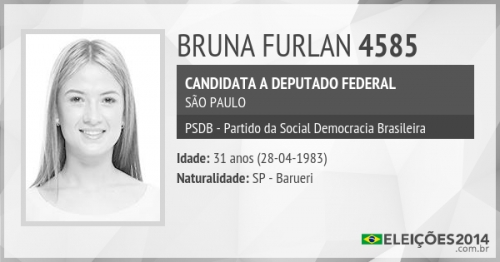 BRUNA FURLAN 4585
CANDIDATA A DEPUTADO FEDERAL
SÃO PAULO
PSDB - Partido da Social Democracia Brasileira
Idade: 31 anos (28-04-1983)
Naturalidade: SP - Barueri
ELEIÇÕES2014
.com.br